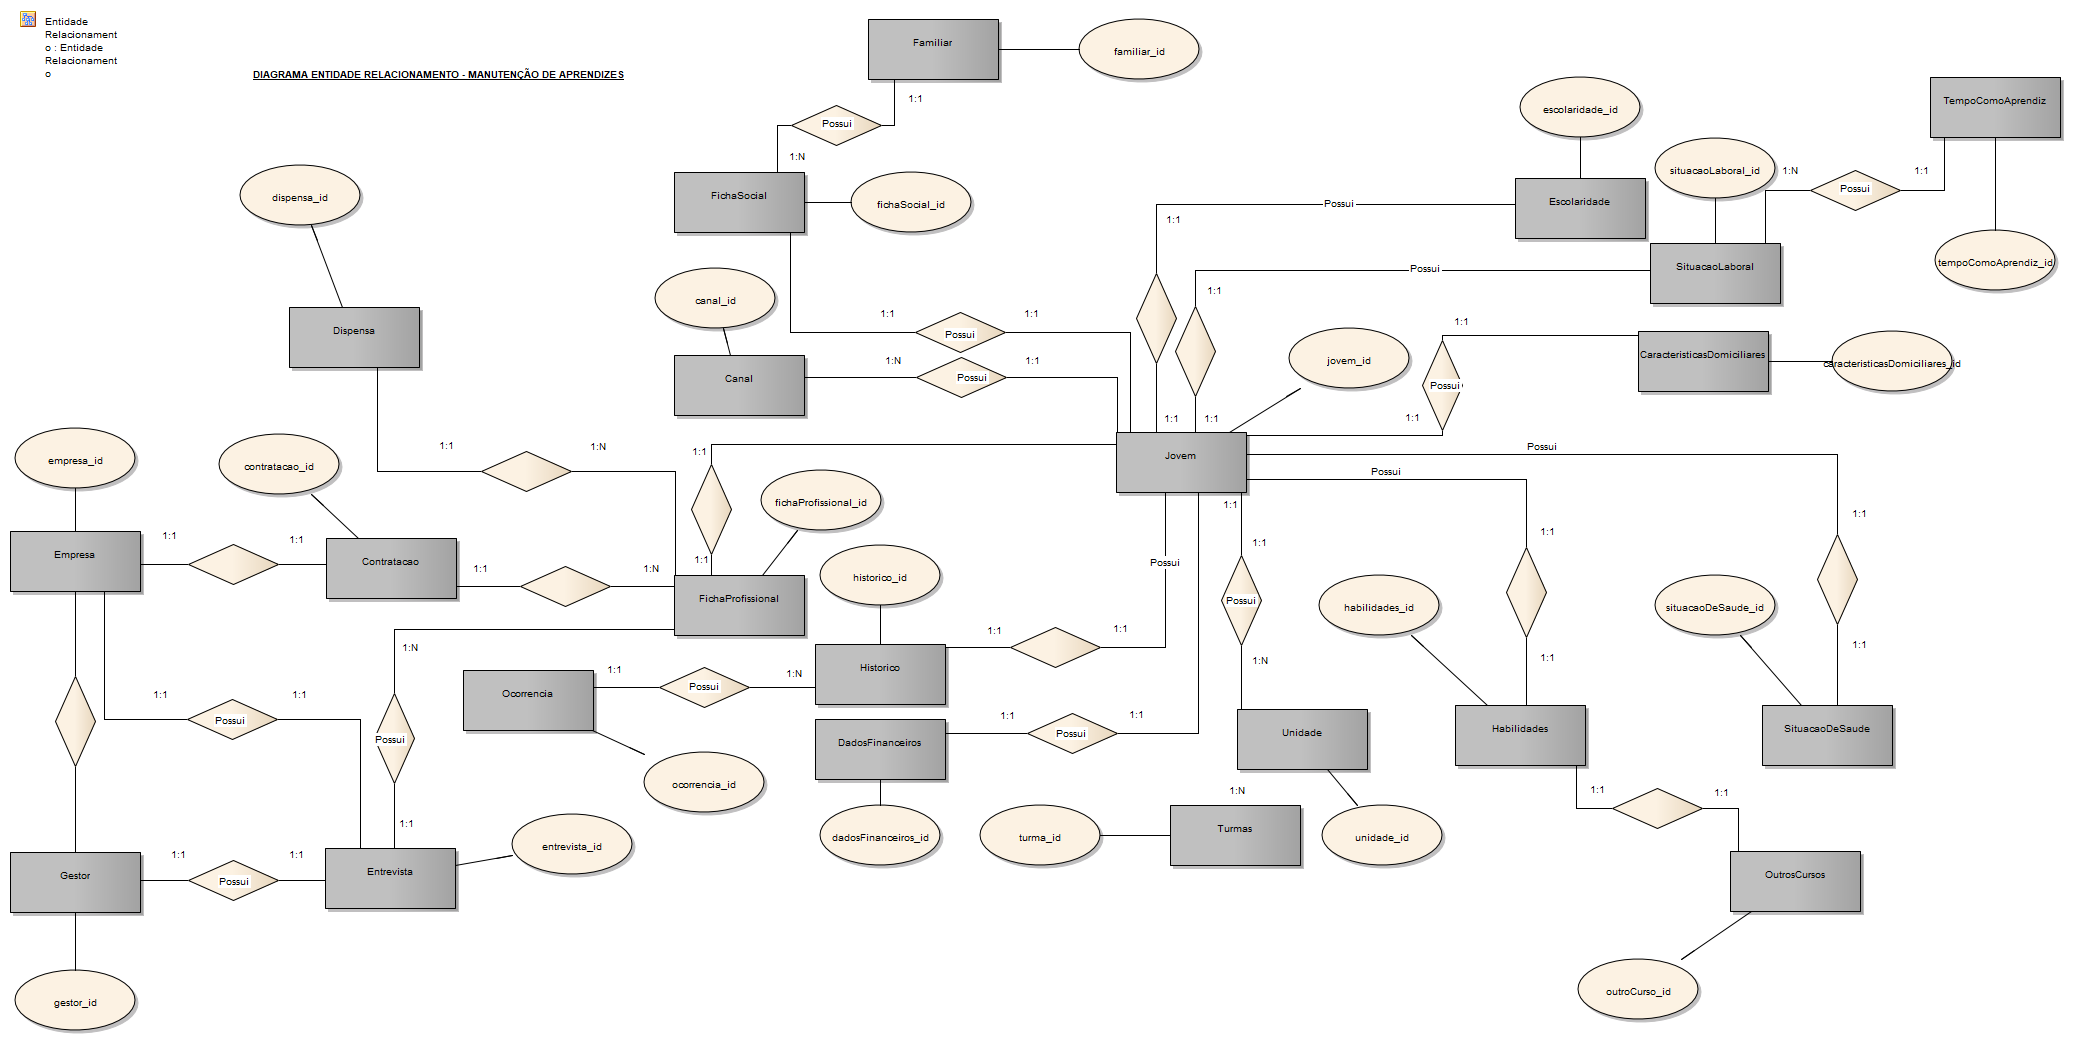 Entidade
Relacionament
o : Entidade
Relacionament
o
DIAGRAMA ENTIDADE RELACIONAMENTO - MANUTENÇÃO DE APRENDIZES
Familiar
familiar_id
1:1
Possui
1:N
FichaSocial
fichaSocial_id
dispensa_id
Dispensa
canal_id
Canal
1:1
Possui
1:1
1:N
Possui
1:1
escolaridade_id
Escolaridade
Possui
1:1
1:1
situacaoLaboral_id
SituacaoLaboral
Possui
1:1
1:1
1:N
Possui
1:1
TempoComoAprendiz
tempoComoAprendiz_id
jovem_id
1:1
Possui
1:1
CaracteristicasDomiciliares
caracteristicasDomiciliares_id
Jovem
Possui
Possui
1:1
1:N
1:1
1:1
empresa_id
Empresa
contratacao_id
Contratacao
1:1
1:1
1:1
1:N
fichaProfissional_id
FichaProfissional
historico_id
Historico
1:1
1:1
Possui
1:1
1:1
Possui
1:N
1:1
1:1
1:1
1:1
habilidades_id
situacaoDeSaude_id
1:N
Possui
1:1
Ocorrencia
1:1
Possui
1:N
ocorrencia_id
DadosFinanceiros
1:1
Possui
1:1
dadosFinanceiros_id
Unidade
unidade_id
Habilidades
SituacaoDeSaude
1:1
Possui
1:1
1:N
Turmas
turma_id
1:1
1:1
OutrosCursos
outroCurso_id
Gestor
1:1
Possui
1:1
Entrevista
entrevista_id
gestor_id